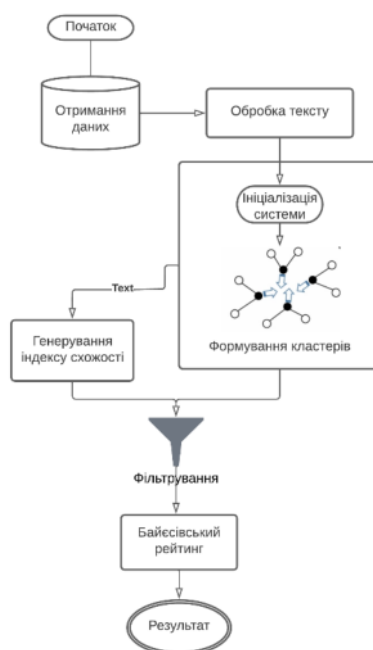 Початок
Отримання
даних
Обробка тексту
Ініціалізація
системи
Text
Генерування
індексу схожості
Формування кластерів
Фільтрування
Байєсівський
рейтинг
Результат